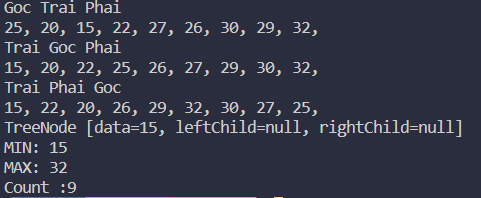 Goc Trai Phai
25, 20, 15, 22, 27, 26, 30, 29, 32,
Trai Goc Phai
15, 20, 22, 25, 26, 27, 29, 30, 32,
Trai Phai Goc
15, 22, 20, 26, 29, 32, 30, 27, 25,
TreeNode [data=15, leftChild=null, rightChild=null]
MIN: 15
MAX: 32
Count :9